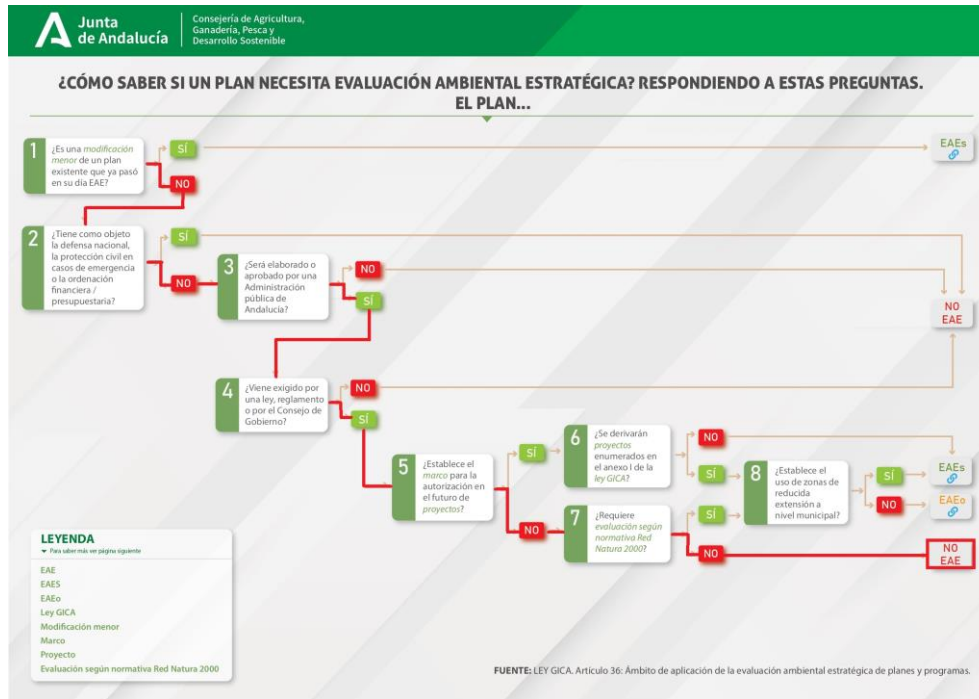 Junta
de Andalucía
Consejería de Agricultura,
Ganadería, Pesca y
Desarrollo Sostenible
¿CÓMO SABER SI UN PLAN NECESITA EVALUACIÓN AMBIENTAL ESTRATÉGICA? RESPONDIENDO A ESTAS PREGUNTAS.
EL PLAN...
1
¿Es una modificación
menor de un plan
existente que ya pasó
en su día EAE?
SÍ
NO
EAEs
2
¿Tiene como objeto
la defensa nacional,
la protección civil en
casos de emergencia
o la ordenación
financiera /
presupuestaria?
SÍ
NO
3
¿Será elaborado o
aprobado por una
Administración
pública de
Andalucía?
NO
SÍ
NO
EAE
4
¿Viene exigido por
una ley, reglamento
o por el Consejo de
Gobierno?
NO
SÍ
5
¿Establece el
marco para la
autorización en
el futuro de
proyectos?
SÍ
NO
6
¿Se derivarán
proyectos
enumerados en
el anexo I de la
ley GICA?
NO
SÍ
7
¿Requiere
evaluación según
normativa Red
Natura 2000?
SÍ
NO
8
¿Establece el
uso de zonas de
reducida
extensión a
nivel municipal?
SÍ
NO
EAEs
EAEo
NO
EAE
LEYENDA
Para saber más ver página siguiente
EAE
EAES
EAEo
Ley GICA
Modificación menor
Marco
Proyecto
Evaluación según normativa Red Natura 2000
FUENTE: LEY GICA. Artículo 36: Ámbito de aplicación de la evaluación ambiental estratégica de planes y programas.